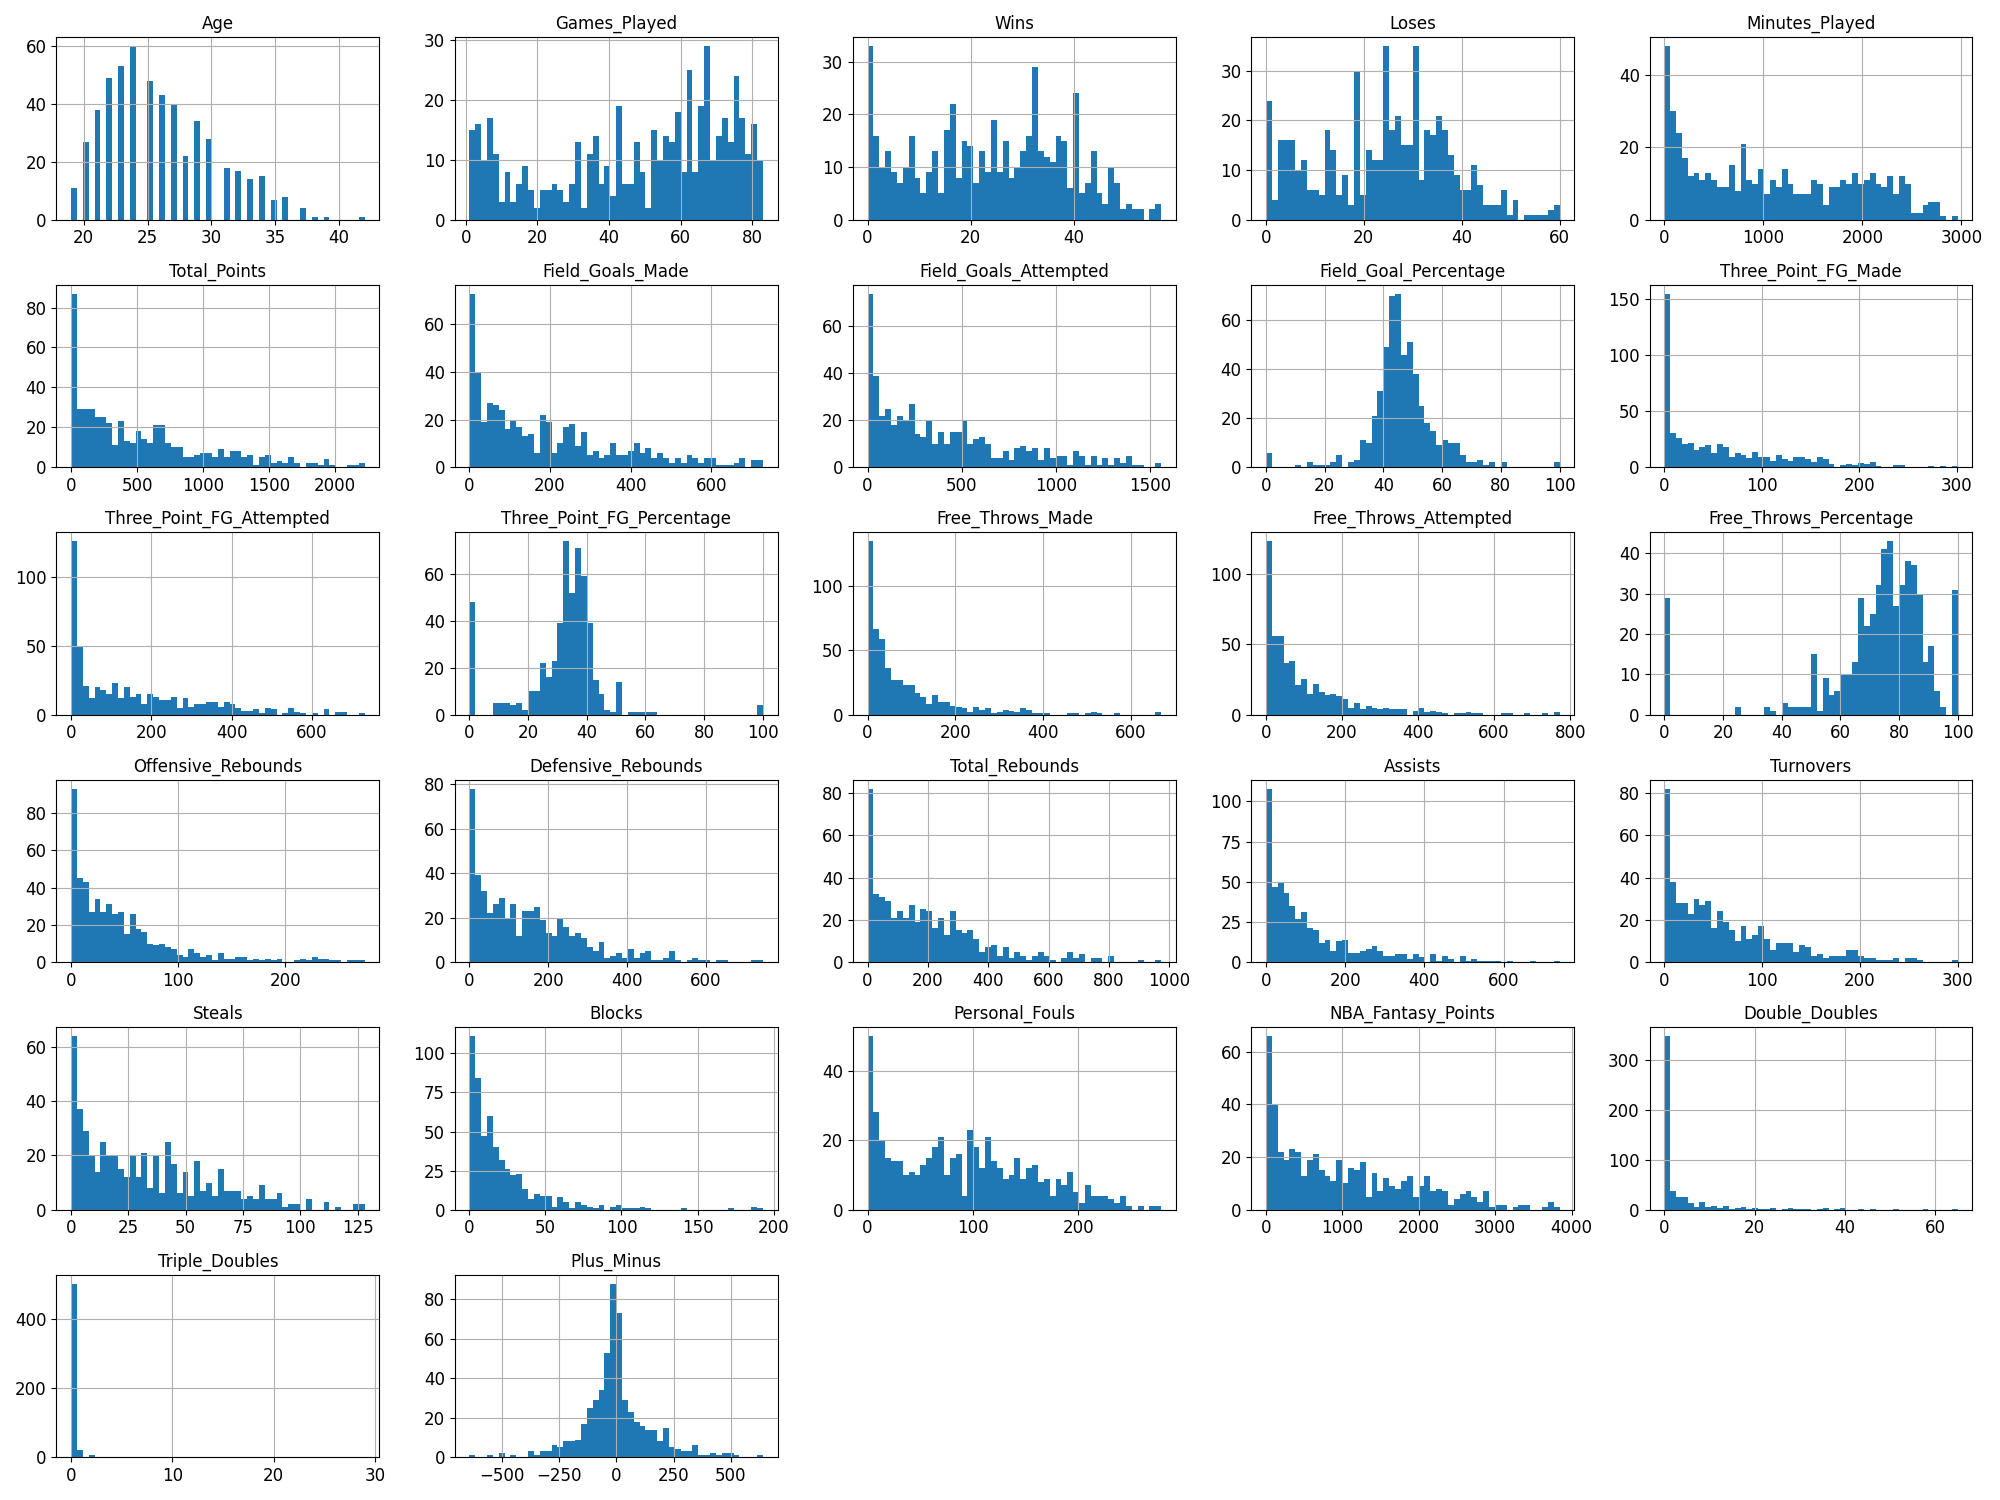 Age Games_Played Wins Loses Minutes_Played
60 30 30 30 40
40 20 20 20 20
20 10 10 10 0
0 0 0 0
20 25 30 35 40 0 20 40 60 80 0 20 40 0 20 40 60 0 1000 2000 3000
Total_Points Field_Goals_Made Field_Goals_Attempted Field_Goal_Percentage Three_Point_FG_Made
80 60 60 60 150
60 40 40 40 100
40 20 20 20 50
20 0 0 0 0
0
0 500 1000 1500 2000 0 200 400 600 0 500 1000 1500 0 20 40 60 80 100 0 100 200 300
Three_Point_FG_Attempted Three_Point_FG_Percentage Free_Throws_Made Free_Throws_Attempted Free_Throws_Percentage
100 60 100 100 40
50 40 50 50 30
0 20 0 0 20
0 10
0
0 200 400 600 0 20 40 60 80 100 0 200 400 600 0 200 400 600 800 0 20 40 60 80 100
Offensive_Rebounds Defensive_Rebounds Total_Rebounds Assists Turnovers
80 80 80 100 80
60 60 60 75 60
40 40 40 50 40
20 20 20 25 20
0 0 0 0 0
0 100 200 0 200 400 600 0 200 400 600 800 1000 0 200 400 600 0 100 200 300
Steals Blocks Personal_Fouls NBA_Fantasy_Points Double_Doubles
60 100 40 60 300
40 75 20 40 200
20 50 0 20 100
0 25 0 0
0
0 25 50 75 100 125 0 50 100 150 200 0 100 200 0 1000 2000 3000 4000 0 20 40 60
Triple_Doubles Plus_Minus
400 80
200 60
0 40
20
0
0 10 20 30 −500 −250 0 250 500